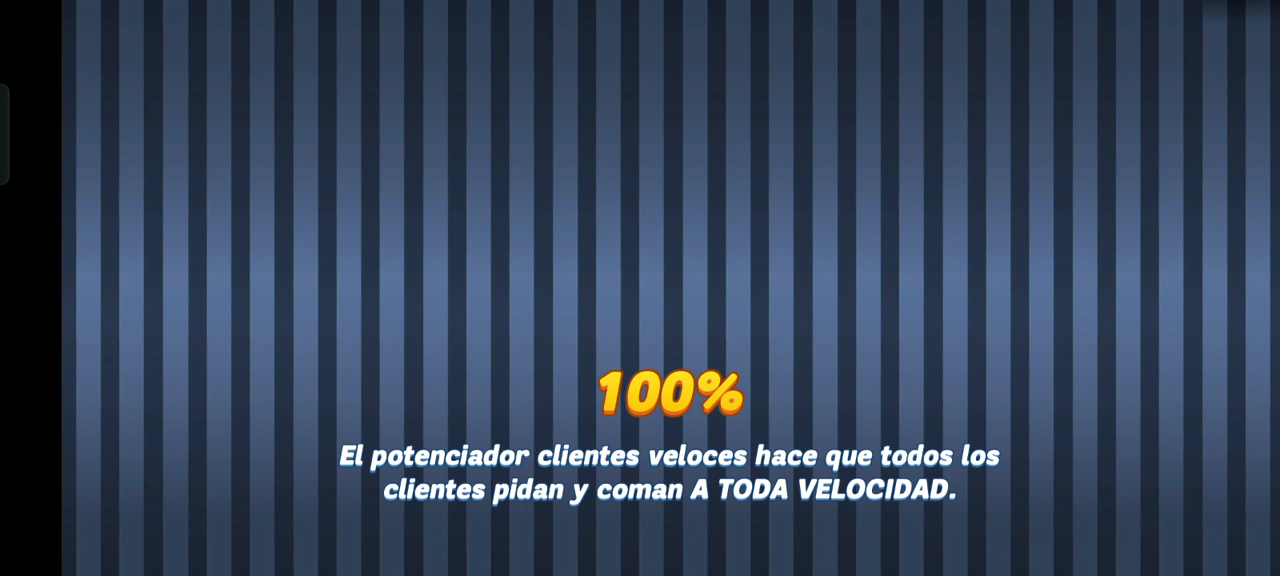 100%
El potenciador clientes veloces hace que todos los
clientes pidan y coman A TODA VELOCIDAD.